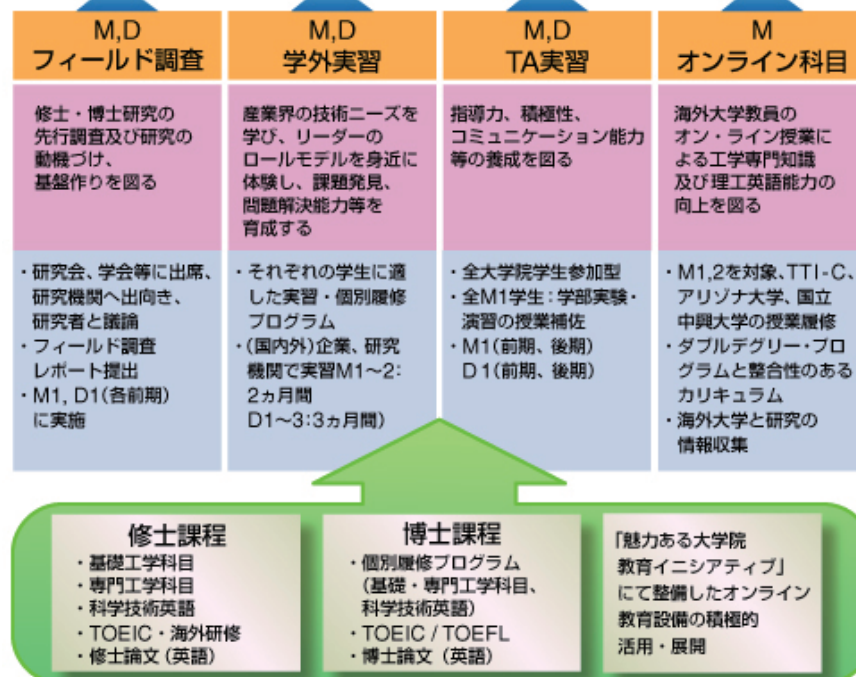 M,D
フィールド調査
修士・博士研究の
先行調査及び研究の
動機づけ、
基盤作りを図る
・研究会、学会等に出席、
研究機関へ出向き、
研究者と議論
・フィールド調査
レポート提出
・M1, D1(各前期)
に実施
M,D
学外実習
産業界の技術ニーズを
学び、リーダーの
ロールモデルを身近に
体験し、課題発見、
問題解決能力等を
育成する
・それぞれの学生に適
した実習・個別履修
プログラム
・(国内外)企業、研究
機関で実習M1～2:
2ヵ月間
D1～3:3ヵ月間)
M,D
TA実習
指導力、積極性、
コミュニケーション能力
等の養成を図る
・全大学院学生参加型
・全M1学生：学部実験・
演習の授業補佐
・M1(前期、後期)
D1(前期、後期)
M
オンライン科目
海外大学教員の
オン・ライン授業に
よる工学専門知識
及び理工英語能力の
向上を図る
・M1,2を対象、TTI-C、
アリゾナ大学、国立
中興大学の授業履修
・ダブルデグリー・プロ
グラムと整合性のある
カリキュラム
・海外大学と研究の
情報収集
修士課程
・基礎工学科目
・専門工学科目
・科学技術英語
・TOEIC・海外研修
・修士論文(英語)
博士課程
・個別履修プログラム
(基礎・専門工学科目、
科学技術英語)
・TOEIC / TOEFL
・博士論文(英語)
「魅力ある大学院
教育イニシアティブ」
にて整備したオンライン
教育設備の積極的
活用・展開